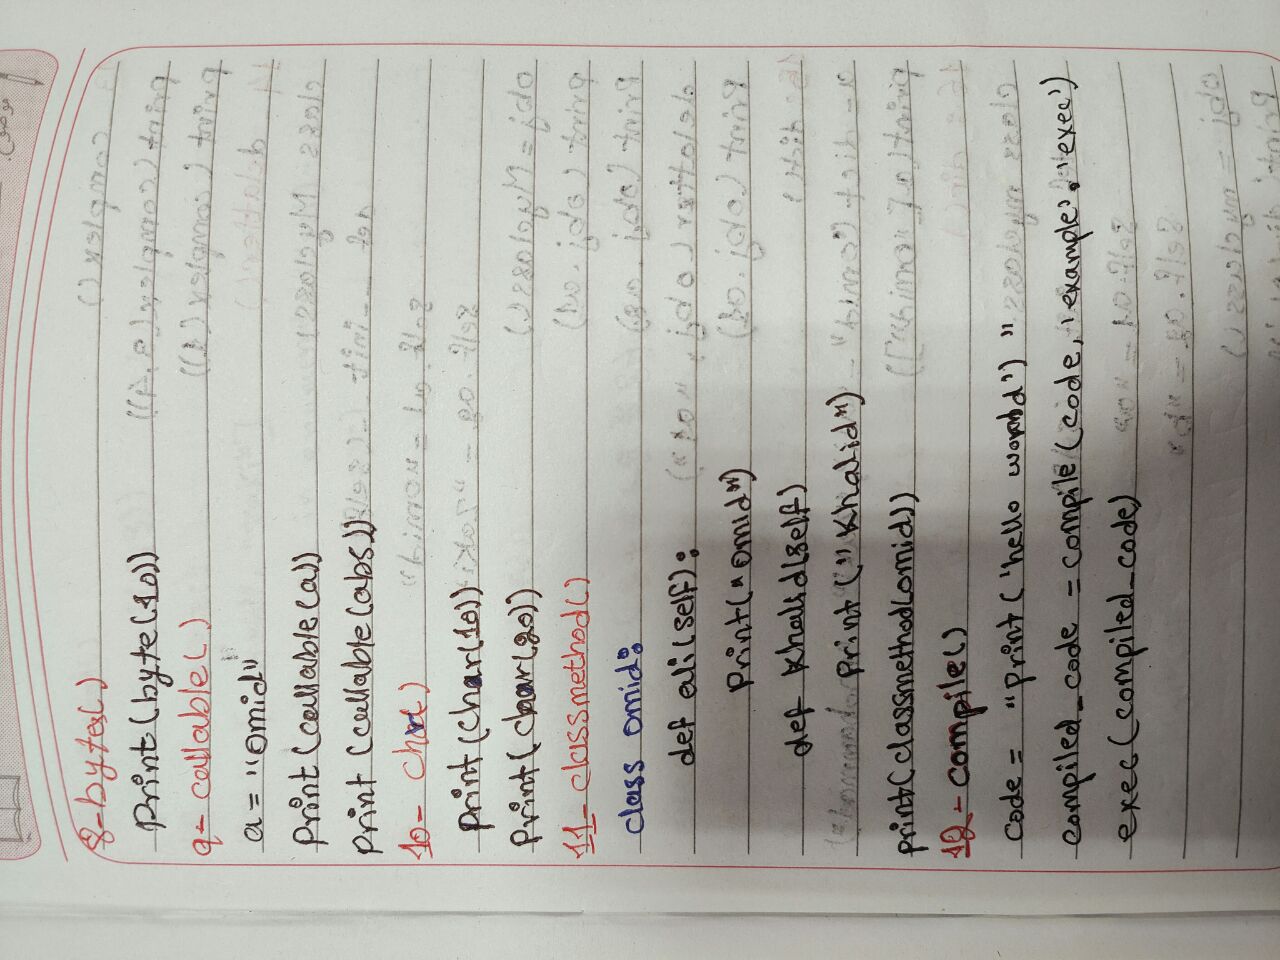 8-bytes()
print(byte(10))
9- callable()
a = "omid"
print(callable(a))
print(callable(abs))
10- char()
print(char(10))
print(char(20))
11- classmethod()
class omid:
def ali(self):
print("omid")
def khalid(self)
print("Khalid")
print(classmethod(omid))
12- compile()
code = "print('hello world')"
compiled_code = compile(code, 'example', 'exec')
exec(compiled_code)